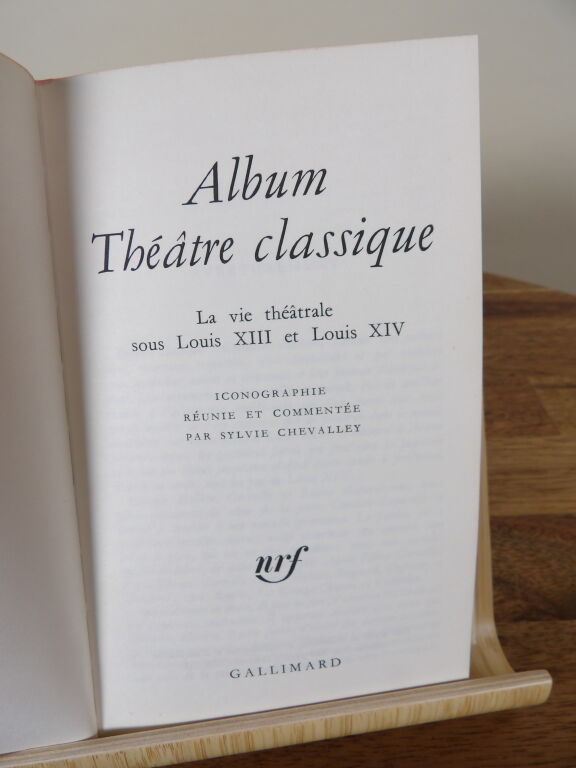 Album
Théâtre classique
La vie théâtrale
sous Louis XIII et Louis XIV
ICONOGRAPHIE
RÉUNIE ET COMMENTÉE
PAR SYLVIE CHEVALLEY
nrf
GALLIMARD